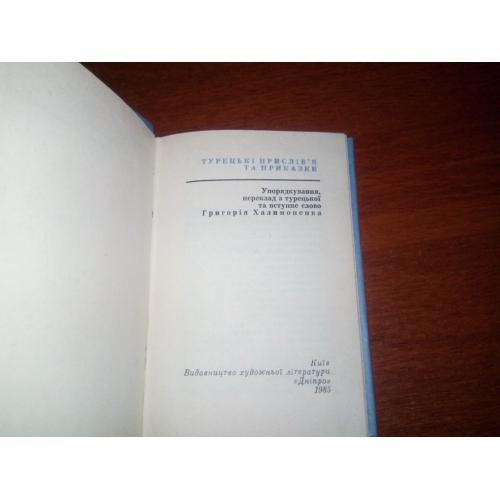 ТУРЕЦЬКІ ПРИСЛІВ'Я
ТА ПРИКАЗКИ
Упорядкування,
переклад з турецької
та вступне слово
Григорія Халимоненка
Київ
Видавництво художньої літератури
«Дніпро»
1985